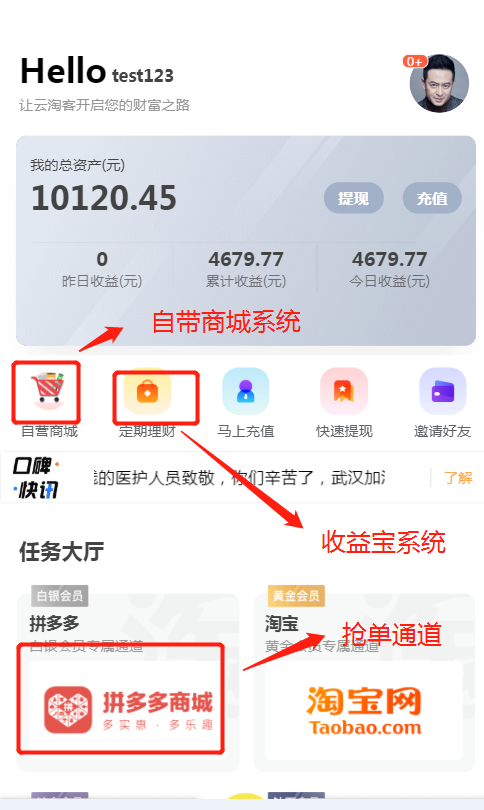 Hello test123
0+
让云淘客开启您的财富之路
我的总资产(元)
10120.45
提现
充值
0
4679.77
4679.77
昨日收益(元)
累计收益(元)
今日收益(元)
自带商城系统
自营商城
定期理财
马上充值
快速提现
邀请好友
口碑
快讯
的医护人员致敬，你们辛苦了，武汉加
了解
收益宝系统
任务大厅
白银会员
拼多多
白银会员专属通道
拼多多商城
多实惠·多乐趣
黄金会员
淘宝
黄金会员专属通道
抢单通道
淘宝网
Taobao.com